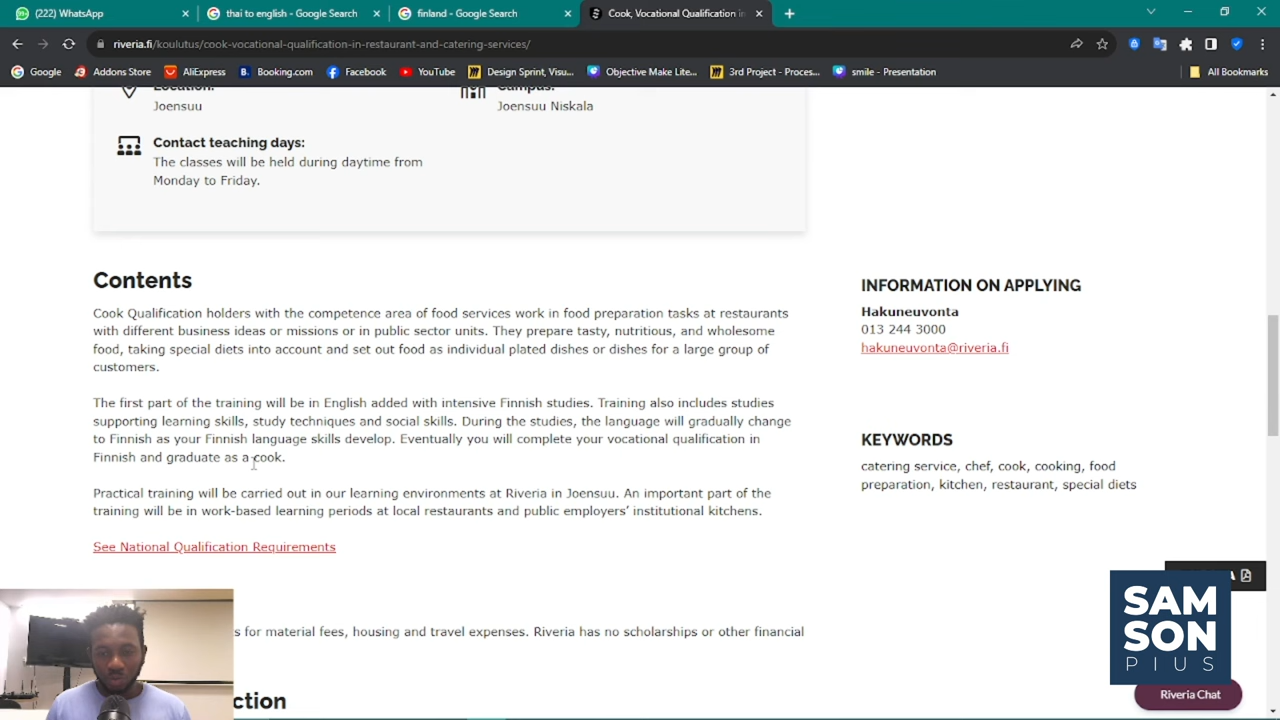 (222) WhatsApp
thai to english - Google Search
finland - Google Search
Cook, Vocational Qualification in
riveria.fi/koulutus/cook-vocational-qualification-in-restaurant-and-catering-services/
Google
Addons Store
AliExpress
Booking.com
Facebook
YouTube
Design Sprint, Visu...
Objective Make Lite...
3rd Project - Proces...
smile - Presentation
All Bookmarks
Location:
Joensuu
Campus:
Joensuu Niskala
Contact teaching days:
The classes will be held during daytime from
Monday to Friday.
Contents
Cook Qualification holders with the competence area of food services work in food preparation tasks at restaurants
with different business ideas or missions or in public sector units. They prepare tasty, nutritious, and wholesome
food, taking special diets into account and set out food as individual plated dishes or dishes for a large group of
customers.
The first part of the training will be in English added with intensive Finnish studies. Training also includes studies
supporting learning skills, study techniques and social skills. During the studies, the language will gradually change
to Finnish as your Finnish language skills develop. Eventually you will complete your vocational qualification in
Finnish and graduate as a cook.
Practical training will be carried out in our learning environments at Riveria in Joensuu. An important part of the
training will be in work-based learning periods at local restaurants and public employers' institutional kitchens.
See National Qualification Requirements
s for material fees, housing and travel expenses. Riveria has no scholarships or other financial
ction
INFORMATION ON APPLYING
Hakuneuvonta
013 244 3000
hakuneuvonta@riveria.fi
KEYWORDS
catering service, chef, cook, cooking, food
preparation, kitchen, restaurant, special diets
SAM
SON
PIUS
Riveria Chat